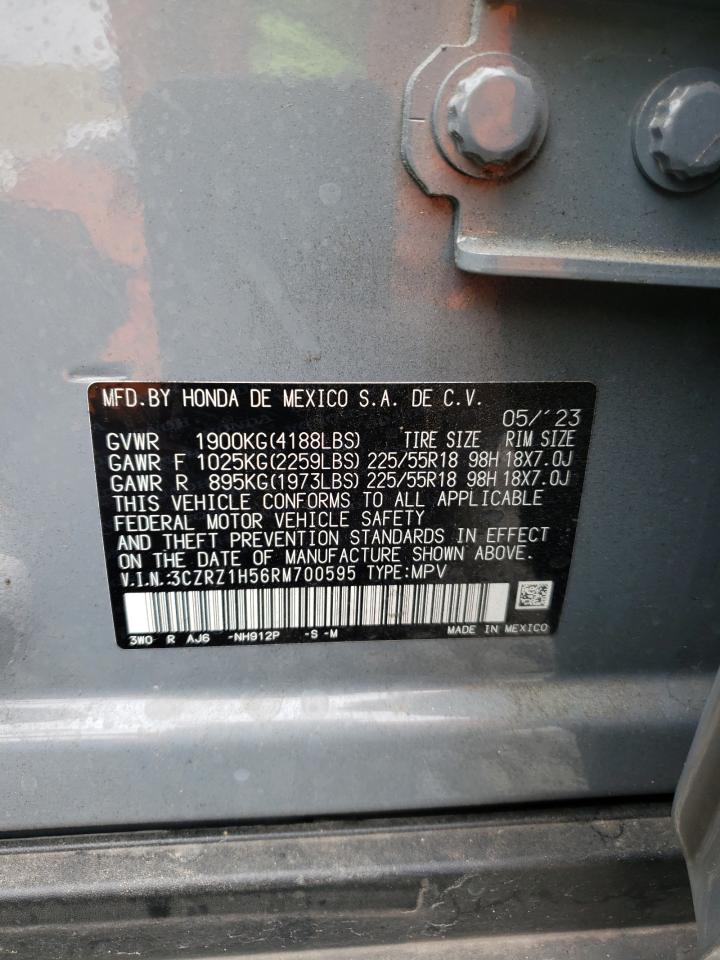 MFD.BY HONDA DE MEXICO S.A. DE C.V.
05/'23
GVWR 1900KG(4188LBS) TIRE SIZE RIM SIZE
GAWR F 1025KG(2259LBS) 225/55R18 98H 18X7.0J
GAWR R 895KG(1973LBS) 225/55R18 98H 18X7.0J
THIS VEHICLE CONFORMS TO ALL APPLICABLE
FEDERAL MOTOR VEHICLE SAFETY
AND THEFT PREVENTION STANDARDS IN EFFECT
ON THE DATE OF MANUFACTURE SHOWN ABOVE.
V.I.N.:3CZRZ1H56RM700595 TYPE:MPV
3W0 R AJ6 -NH912P -S -M MADE IN MEXICO